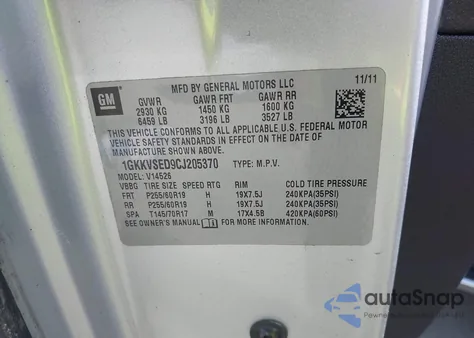 GM
MFD BY GENERAL MOTORS LLC 11/11
GVWR GAWR FRT GAWR RR
2930 KG 1450 KG 1600 KG
6459 LB 3196 LB 3527 LB
THIS VEHICLE CONFORMS TO ALL APPLICABLE U.S. FEDERAL MOTOR
VEHICLE SAFETY, BUMPER, AND THEFT PREVENTION
STANDARDS IN EFFECT ON THE DATE OF
MANUFACTURE SHOWN ABOVE.
1GKKVSED9CJ205370 TYPE: M.P.V.
MODEL: V14526
VBBG TIRE SIZE SPEED RTG RIM COLD TIRE PRESSURE
FRT P255/60R19 H 19X7.5J 240KPA(35PSI)
RR P255/60R19 H 19X7.5J 240KPA(35PSI)
SPA T145/70R17 M 17X4.5B 420KPA(60PSI)
SEE OWNER'S MANUAL FOR MORE INFORMATION.
autoSnap